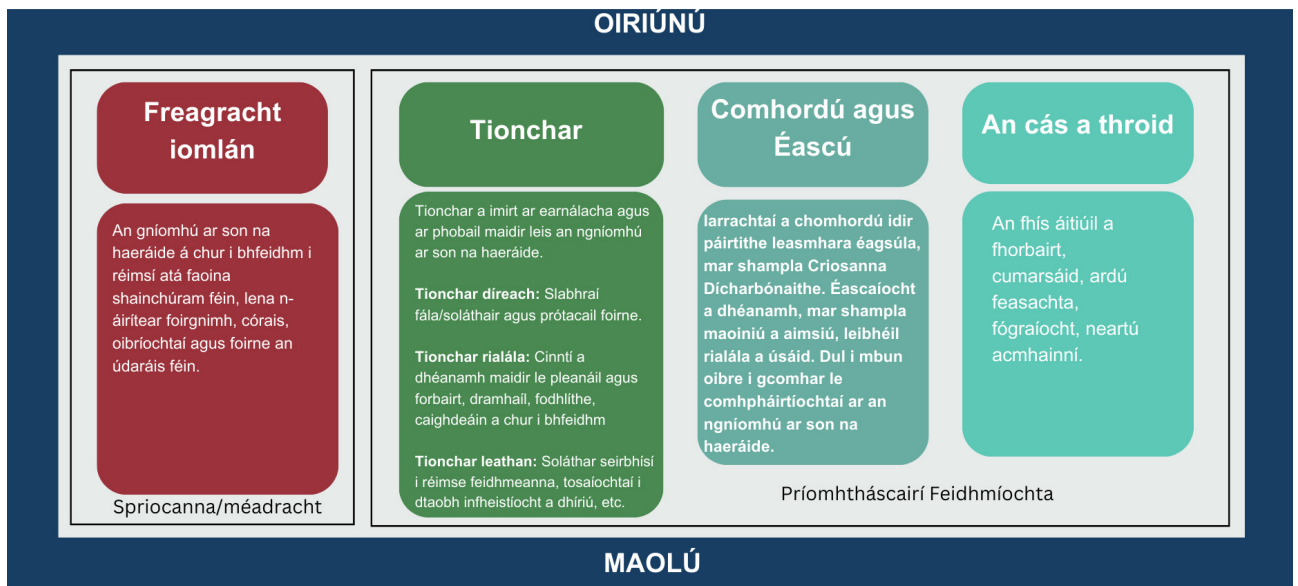 OIRIÚNÚ
Freagracht
iomlán
An gníomhú ar son na
haeráide á chur i bhfeidhm i
réimsí atá faoina
shainchúram féin, lena n-
áirítear foirgnimh, córais,
oibríochtaí agus foirne an
údaráis féin.
Spriocanna/méadracht
Tionchar
Tionchar a imirt ar earnálacha agus
ar phobail maidir leis an ngníomhú
ar son na haeráide.
Tionchar díreach: Slabhraí
fála/soláthair agus prótacail foirne.
Tionchar rialála: Cinntí a
dhéanamh maidir le pleanáil agus
forbairt, dramhaíl, fodhlíthe,
caighdeáin a chur i bhfeidhm
Tionchar leathan: Soláthar seirbhísí
i réimse feidhmeanna, tosaíochtaí i
dtaobh infheistíocht a dhíriú, etc.
Comhordú agus
Éascú
Iarrachtaí a chomhordú idir
páirtithe leasmhara éagsúla,
mar shampla Criosanna
Dícharbónaithe. Éascaíocht
a dhéanamh, mar shampla
maoiniú a aimsiú, leibhéil
rialála a úsáid. Dul i mbun
oibre i gcomhar le
comhpháirtíochtaí ar an
ngníomhú ar son na
haeráide.
An cás a throid
An fhís áitiúil a
fhorbairt,
cumarsáid, ardú
feasachta,
fógraíocht, neartú
acmhainní.
Príomhtháscairí Feidhmíochta
MAOLÚ